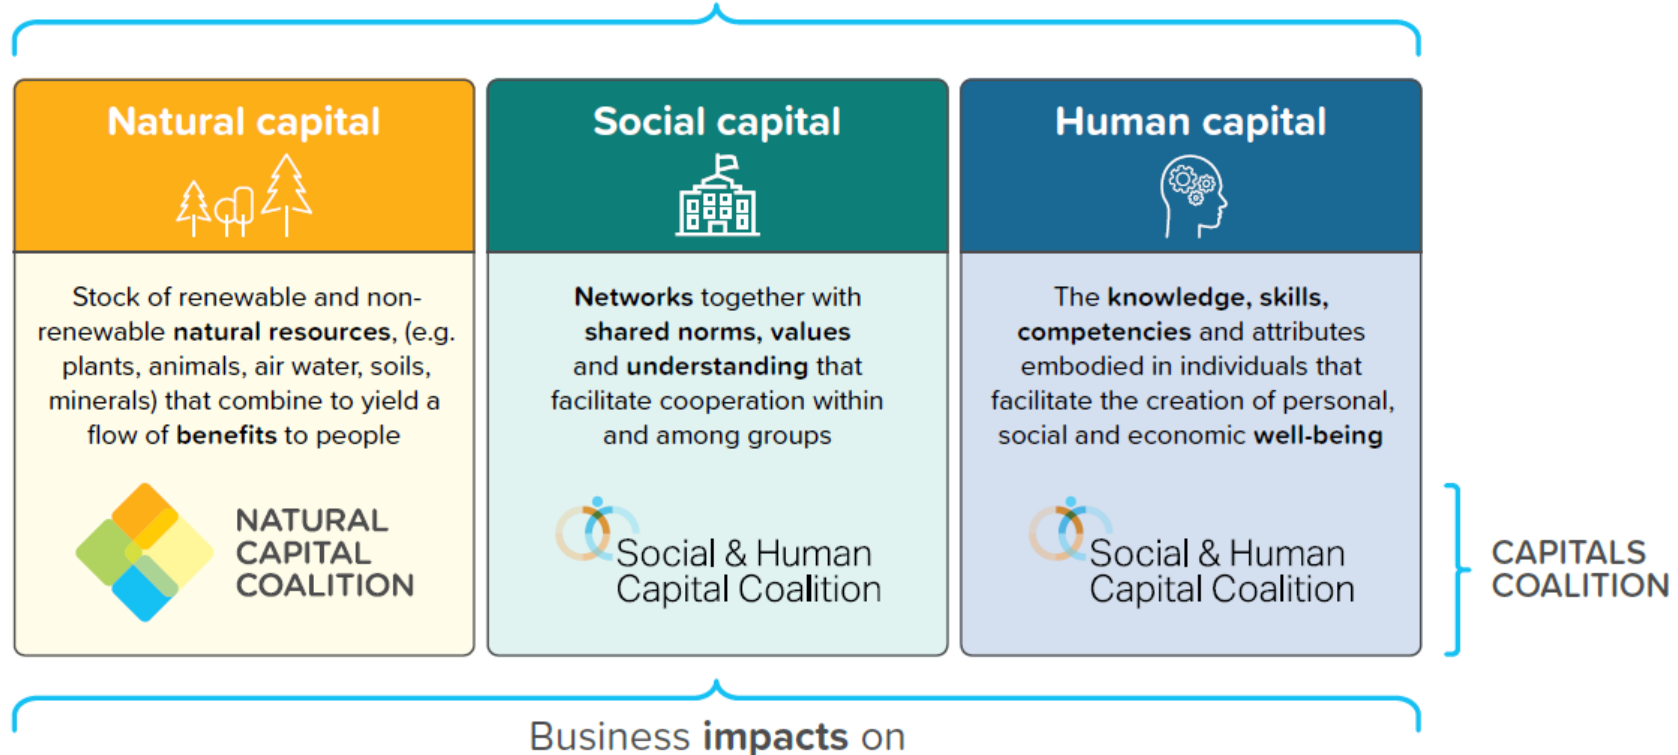 Natural capital
Stock of renewable and non-
renewable natural resources, (e.g.
plants, animals, air water, soils,
minerals) that combine to yield a
flow of benefits to people
NATURAL
CAPITAL
COALITION
Social capital
Networks together with
shared norms, values
and understanding that
facilitate cooperation within
and among groups
Social & Human
Capital Coalition
Human capital
The knowledge, skills,
competencies and attributes
embodied in individuals that
facilitate the creation of personal,
social and economic well-being
Social & Human
Capital Coalition
CAPITALS
COALITION
Business impacts on